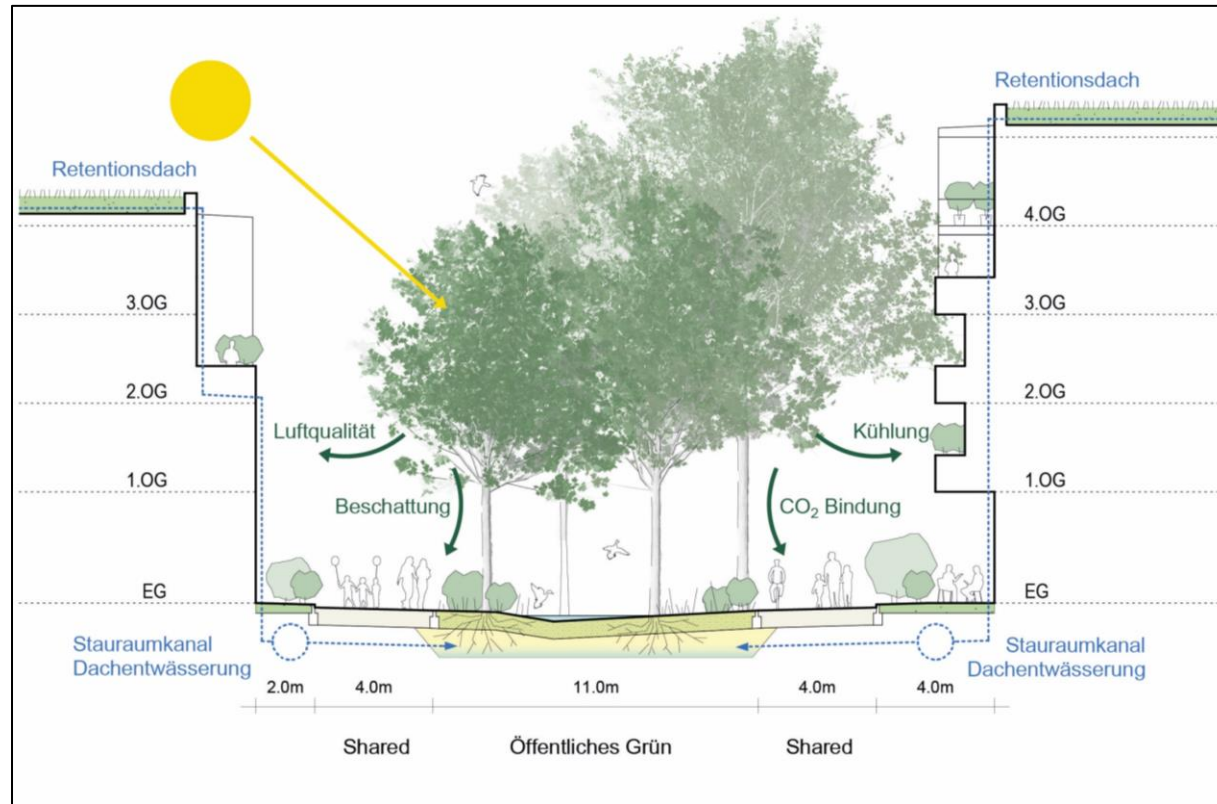 Retentionsdach
Retentionsdach
4.OG
3.OG
3.OG
2.OG
2.OG
Luftqualität
Kühlung
1.OG
1.OG
Beschattung
CO₂ Bindung
EG
EG
Stauraumkanal
Dachentwässerung
Stauraumkanal
Dachentwässerung
2.0m
4.0m
11.0m
4.0m
4.0m
Shared
Öffentliches Grün
Shared